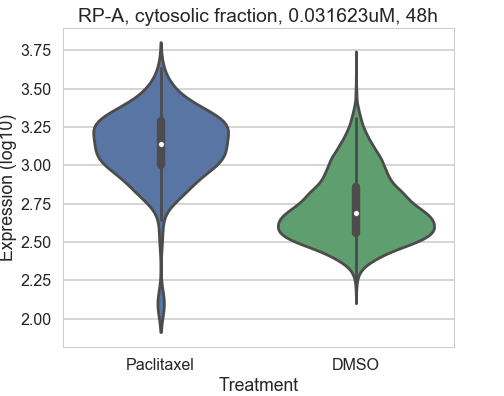 RP-A, cytosolic fraction, 0.031623uM, 48h
Expression (log10)
3.75
3.50
3.25
3.00
2.75
2.50
2.25
2.00
Paclitaxel DMSO
Treatment